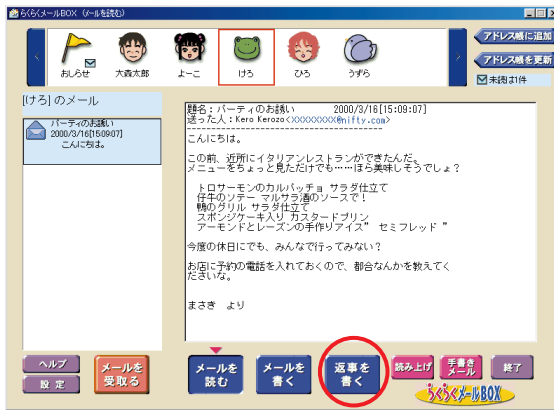 らくらくメールBOX (メールを読む)
おしらせ
大森太郎
よーこ
けろ
ひろ
うずら
アドレス帳に追加
アドレス帳を更新
未読は1件
[けろ] のメール
パーティのお誘い
2000/3/16[15:09:07]
こんにちは。
題名：パーティのお誘い 2000/3/16[15:09:07]
送った人：Kero Kerozo<XXXXXXXX@nifty.com>
----------------------------------------
こんにちは。
この前、近所にイタリアンレストランができたんだ。
メニューをちょっと見ただけでも……ほら美味しそうでしょ？
トロサーモンのカルパッチョ サラダ仕立て
仔牛のソテー マルサラ酒のソースで！
鴨のグリル サラダ仕立て
スポンジケーキ入り カスタードプリン
アーモンドとレーズンの手作りアイス” セミフレッド ”
今度の休日にでも、みんなで行ってみない？
お店に予約の電話を入れておくので、都合なんかを教えてく
ださいな。
まさき より
ヘルプ
設 定
メールを
受取る
メールを
読む
メールを
書く
返事を
書く
読み上げ
手書き
メール
終了
らくらくメールBOX